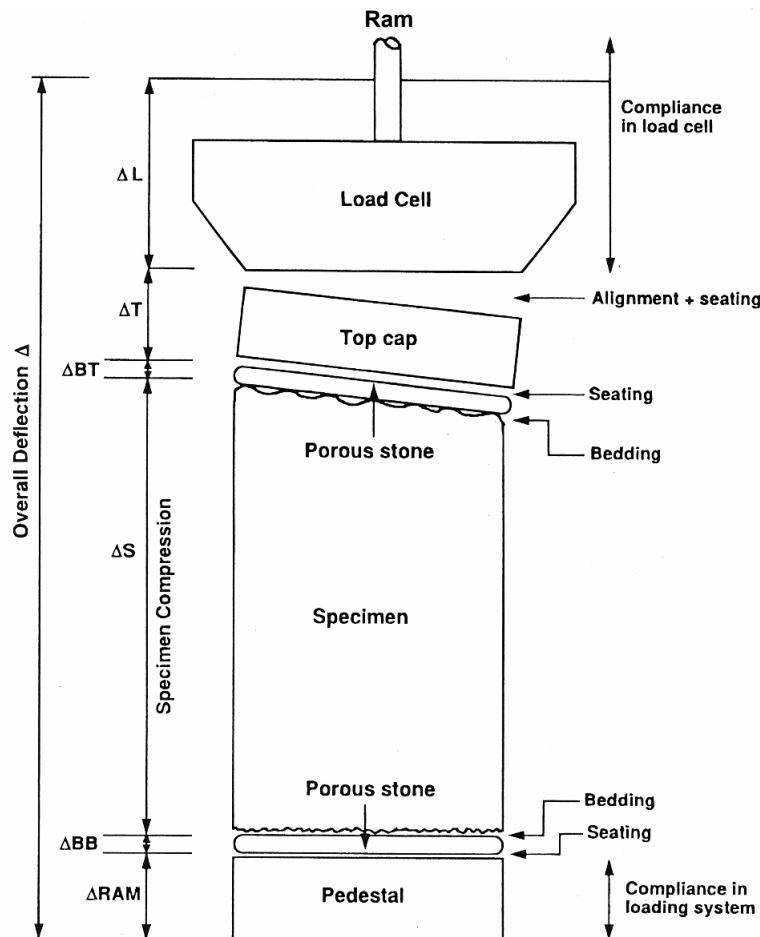 Ram
Compliance
in load cell
ΔL
Load Cell
Alignment + seating
ΔT
Top cap
ΔBT
Seating
Porous stone
Bedding
Overall Deflection Δ
ΔS
Specimen Compression
Specimen
Porous stone
Bedding
ΔBB
Seating
ΔRAM
Pedestal
Compliance in
loading system